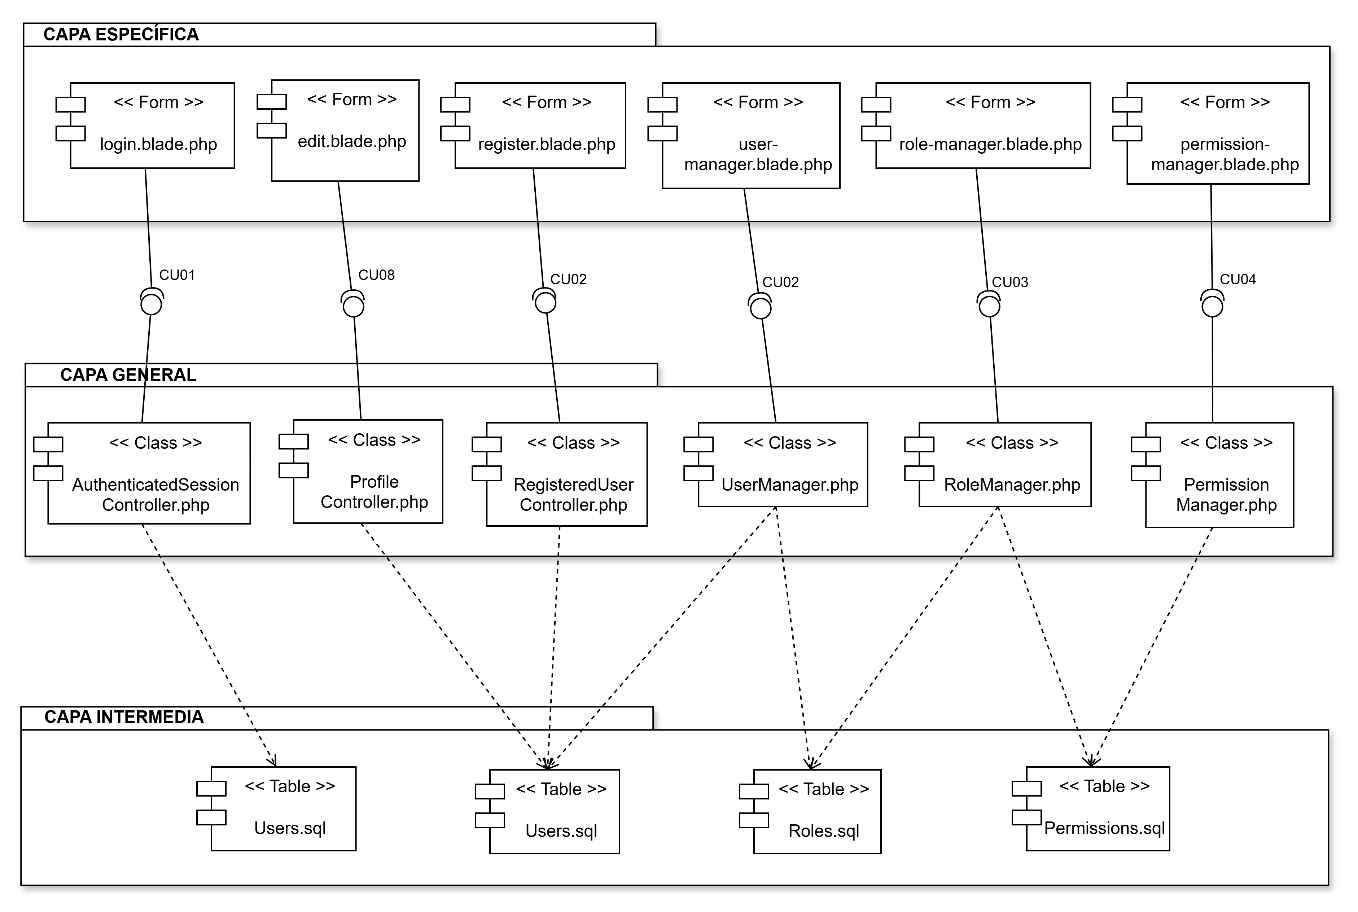 CAPA ESPECÍFICA
<< Form >>
login.blade.php
<< Form >>
edit.blade.php
<< Form >>
register.blade.php
<< Form >>
user-
manager.blade.php
<< Form >>
role-manager.blade.php
<< Form >>
permission-
manager.blade.php
CU01
CU08
CU02
CU02
CU03
CU04
CAPA GENERAL
<< Class >>
AuthenticatedSession
Controller.php
<< Class >>
Profile
Controller.php
<< Class >>
RegisteredUser
Controller.php
<< Class >>
UserManager.php
<< Class >>
RoleManager.php
<< Class >>
Permission
Manager.php
CAPA INTERMEDIA
<< Table >>
Users.sql
<< Table >>
Users.sql
<< Table >>
Roles.sql
<< Table >>
Permissions.sql